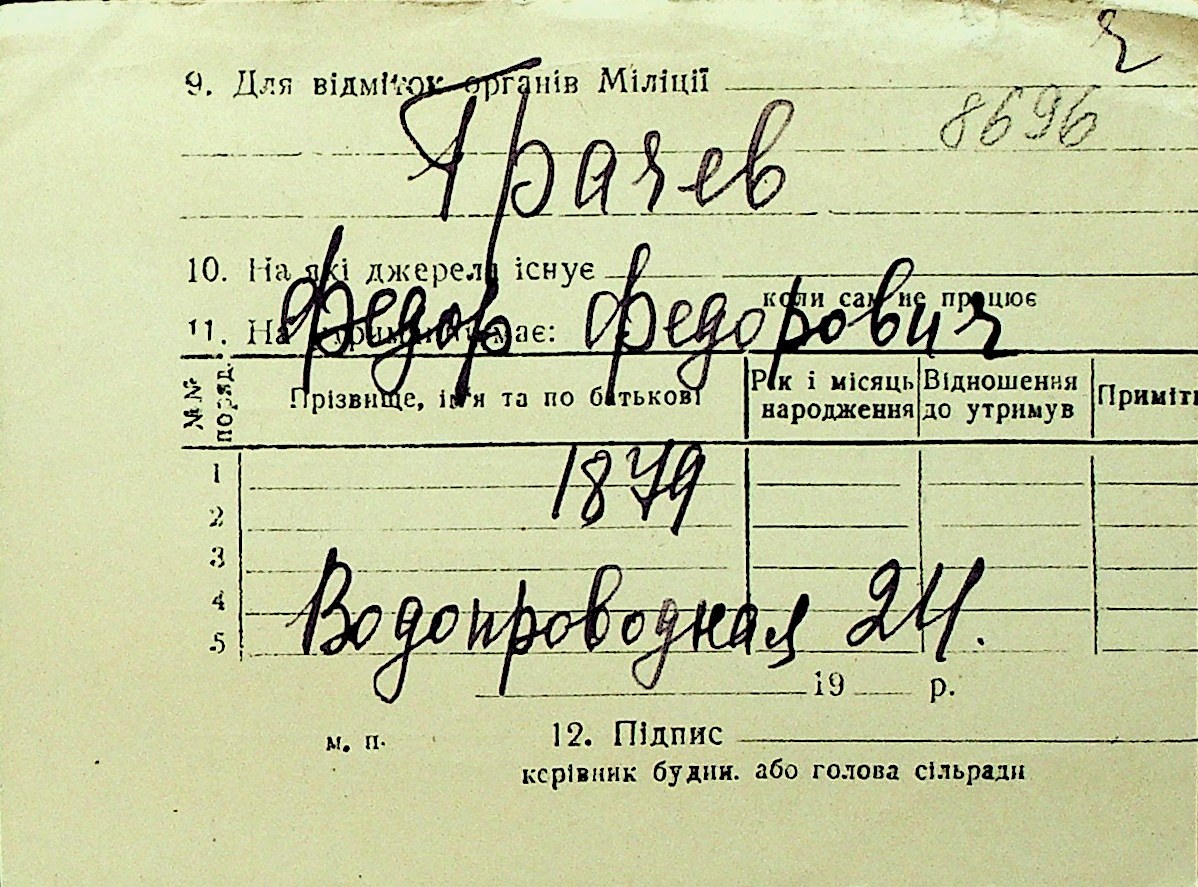 ч
9. Для відміток органів Міліції
8696
Грачев
10. На які джерела існує
коли сам не працює
Федор Федорович
11. На утриманні має:
№№ поряд. Прізвище, ім'я та по батькові Рік і місяць народження Відношення до утримув Приміт
1
1879
2
3
4
Водопроводная 24.
5
19 р.
м. п. 12. Підпис
керівник будин. або голова сільради